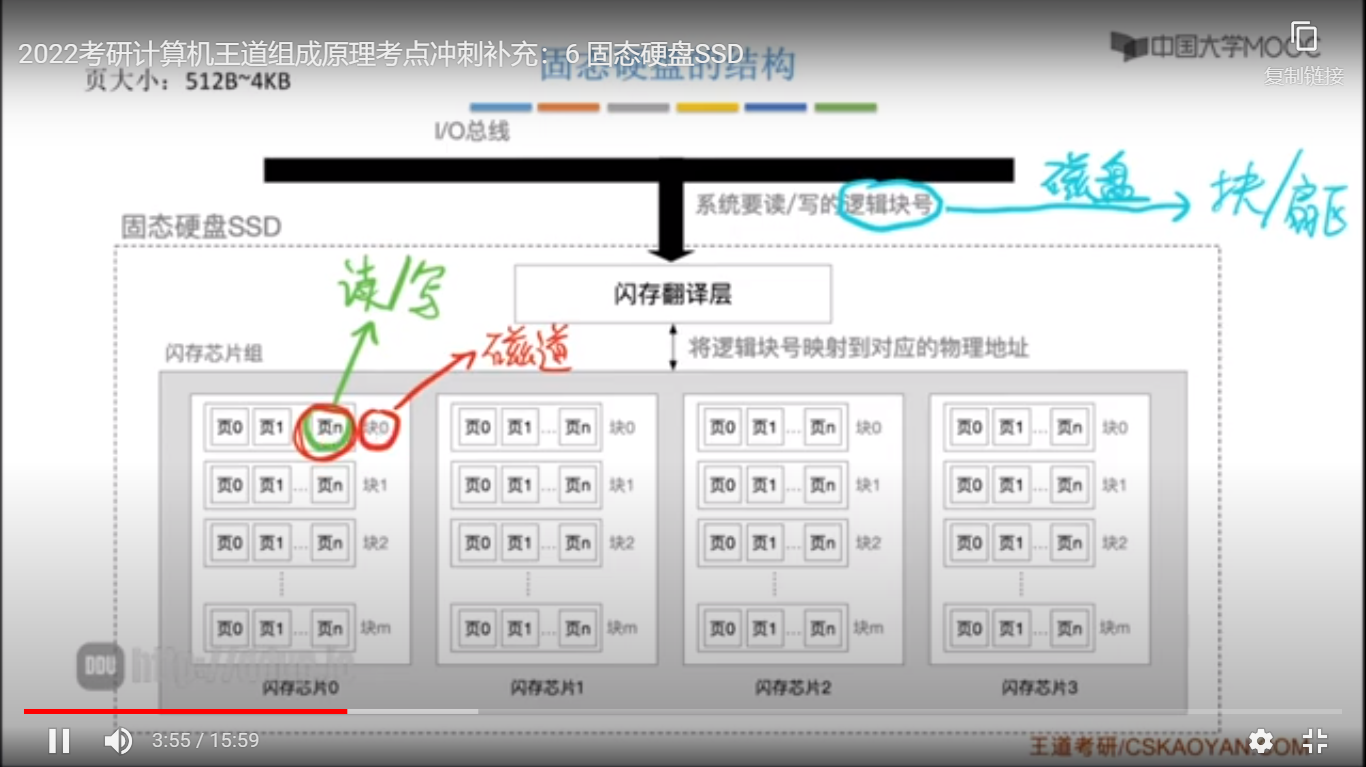 2022考研计算机王道组成原理考点冲刺补充：6 固态硬盘SSD
固态硬盘的结构
中国大学MOOC
复制链接
页大小：512B~4KB
I/O总线
磁盘
块/扇区
系统要读/写的逻辑块号
固态硬盘SSD
读/写
闪存翻译层
磁道
将逻辑块号映射到对应的物理地址
闪存芯片组
页0 页1 页n 块0 页0 页1 … 页n 块0 页0 页1 … 页n 块0 页0 页1 … 页n 块0
页0 页1 … 页n 块1 页0 页1 … 页n 块1 页0 页1 … 页n 块1 页0 页1 … 页n 块1
页0 页1 … 页n 块2 页0 页1 … 页n 块2 页0 页1 … 页n 块2 页0 页1 … 页n 块2
页0 页1 … 页n 块m 页0 页1 … 页n 块m 页0 页1 … 页n 块m 页0 页1 … 页n 块m
DDU
闪存芯片0 闪存芯片1 闪存芯片2 闪存芯片3
3:55 / 15:59
王道考研/CSKAOYAN.COM